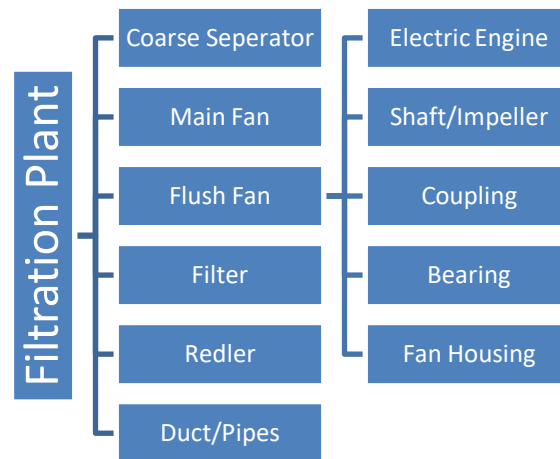 Filtration Plant
Coarse Seperator
Main Fan
Flush Fan
Filter
Redler
Duct/Pipes
Electric Engine
Shaft/Impeller
Coupling
Bearing
Fan Housing